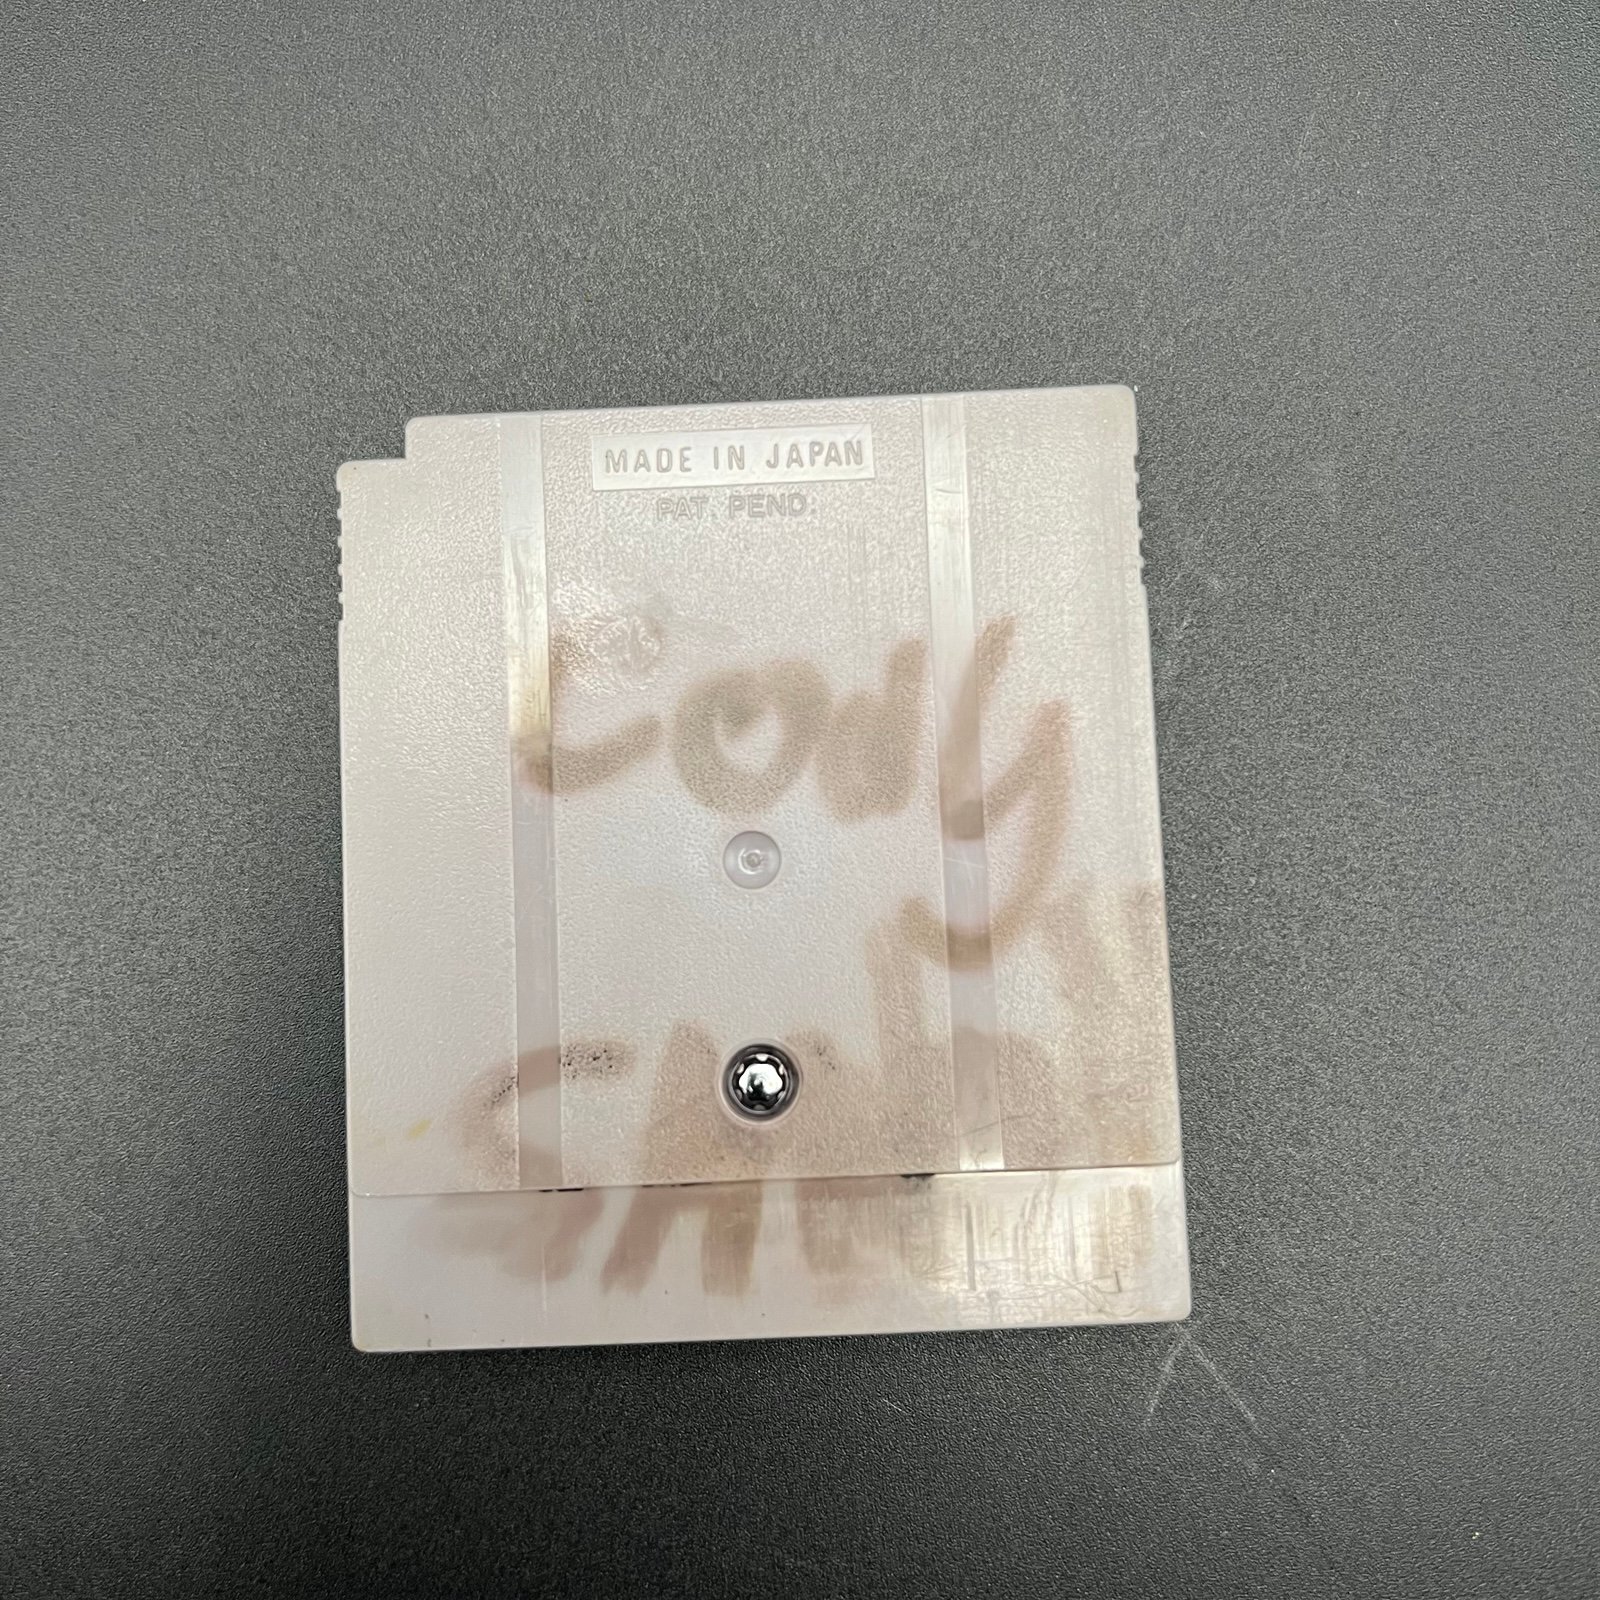 MADE IN JAPAN
PAT. PEND.
Cody